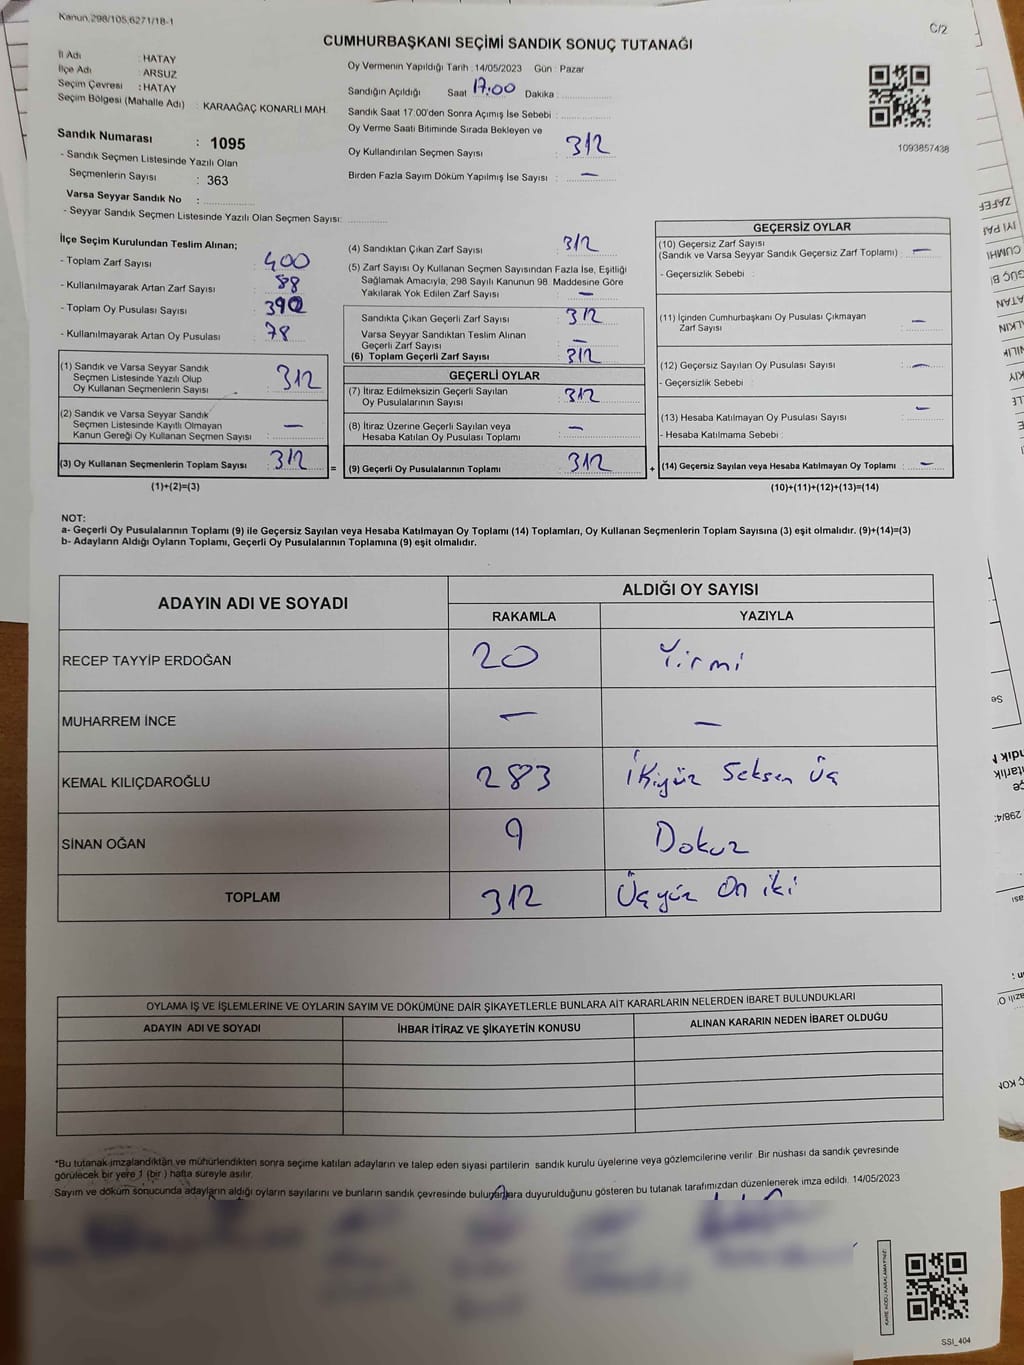 Kanun,298/105,6271/18-1
C/2
CUMHURBAŞKANI SEÇİMİ SANDIK SONUÇ TUTANAĞI
İl Adı : HATAY
İlçe Adı : ARSUZ
Seçim Çevresi : HATAY
Seçim Bölgesi (Mahalle Adı) : KARAAĞAÇ KONARLI MAH.
Sandık Numarası : 1095
- Sandık Seçmen Listesinde Yazılı Olan
Seçmenlerin Sayısı : 363
Varsa Seyyar Sandık No :
- Seyyar Sandık Seçmen Listesinde Yazılı Olan Seçmen Sayısı:
Oy Vermenin Yapıldığı Tarih : 14/05/2023 Gün : Pazar
Sandığın Açıldığı Saat 17.00 Dakika :
Sandık Saat 17:00'den Sonra Açımış İse Sebebi :
Oy Verme Saati Bitiminde Sırada Bekleyen ve
Oy Kullandırılan Seçmen Sayısı : 312
Birden Fazla Sayım Döküm Yapılmış İse Sayısı : —
1093857438
İlçe Seçim Kurulundan Teslim Alınan;
- Toplam Zarf Sayısı : 400
- Kullanılmayarak Artan Zarf Sayısı : 88
- Toplam Oy Pusulası Sayısı : 390
- Kullanılmayarak Artan Oy Pusulası : 78
(1) Sandık ve Varsa Seyyar Sandık
Seçmen Listesinde Yazılı Olup
Oy Kullanan Seçmenlerin Sayısı : 312
(2) Sandık ve Varsa Seyyar Sandık
Seçmen Listesinde Kayıtlı Olmayan
Kanun Gereği Oy Kullanan Seçmen Sayısı : —
(3) Oy Kullanan Seçmenlerin Toplam Sayısı : 312
(1)+(2)=(3)
=
(4) Sandıktan Çıkan Zarf Sayısı : 312
(5) Zarf Sayısı Oy Kullanan Seçmen Sayısından Fazla İse, Eşitliği
Sağlamak Amacıyla, 298 Sayılı Kanunun 98. Maddesine Göre
Yakılarak Yok Edilen Zarf Sayısı : —
Sandıkta Çıkan Geçerli Zarf Sayısı : 312
Varsa Seyyar Sandıktan Teslim Alınan
Geçerli Zarf Sayısı : —
(6) Toplam Geçerli Zarf Sayısı : 312
GEÇERLİ OYLAR
(7) İtiraz Edilmeksizin Geçerli Sayılan
Oy Pusulalarının Sayısı : 312
(8) İtiraz Üzerine Geçerli Sayılan veya
Hesaba Katılan Oy Pusulası Toplamı : —
(9) Geçerli Oy Pusulalarının Toplamı : 312
+
GEÇERSİZ OYLAR
(10) Geçersiz Zarf Sayısı
(Sandık ve Varsa Seyyar Sandık Geçersiz Zarf Toplamı) : —
- Geçersizlik Sebebi :
(11) İçinden Cumhurbaşkanı Oy Pusulası Çıkmayan
Zarf Sayısı : —
(12) Geçersiz Sayılan Oy Pusulası Sayısı : —
- Geçersizlik Sebebi :
(13) Hesaba Katılmayan Oy Pusulası Sayısı : —
- Hesaba Katılmama Sebebi :
(14) Geçersiz Sayılan veya Hesaba Katılmayan Oy Toplamı : —
(10)+(11)+(12)+(13)=(14)
NOT:
a- Geçerli Oy Pusulalarının Toplamı (9) ile Geçersiz Sayılan veya Hesaba Katılmayan Oy Toplamı (14) Toplamları, Oy Kullanan Seçmenlerin Toplam Sayısına (3) eşit olmalıdır. (9)+(14)=(3)
b- Adayların Aldığı Oyların Toplamı, Geçerli Oy Pusulalarının Toplamına (9) eşit olmalıdır.
ADAYIN ADI VE SOYADI ALDIĞI OY SAYISI
RAKAMLA YAZIYLA
RECEP TAYYİP ERDOĞAN 20 Yirmi
MUHARREM İNCE — —
KEMAL KILIÇDAROĞLU 283 İkiyüz Seksen Üç
SİNAN OĞAN 9 Dokuz
TOPLAM 312 Üçyüz On iki
OYLAMA İŞ VE İŞLEMLERİNE VE OYLARIN SAYIM VE DÖKÜMÜNE DAİR ŞİKAYETLERLE BUNLARA AİT KARARLARIN NELERDEN İBARET BULUNDUKLARI
ADAYIN ADI VE SOYADI İHBAR İTİRAZ VE ŞİKAYETİN KONUSU ALINAN KARARIN NEDEN İBARET OLDUĞU
*Bu tutanak imzalandıktan ve mühürlendikten sonra seçime katılan adayların ve talep eden siyasi partilerin sandık kurulu üyelerine veya gözlemcilerine verilir. Bir nüshası da sandık çevresinde
görülecek bir yere 1 (bir ) hafta süreyle asılır.
Sayım ve döküm sonucunda adayların aldığı oyların sayılarını ve bunların sandık çevresinde bulunanlara duyurulduğunu gösteren bu tutanak tarafımızdan düzenlenerek imza edildi. 14/05/2023
KARE KODU KARALAMAYINIZ!
SSI_404